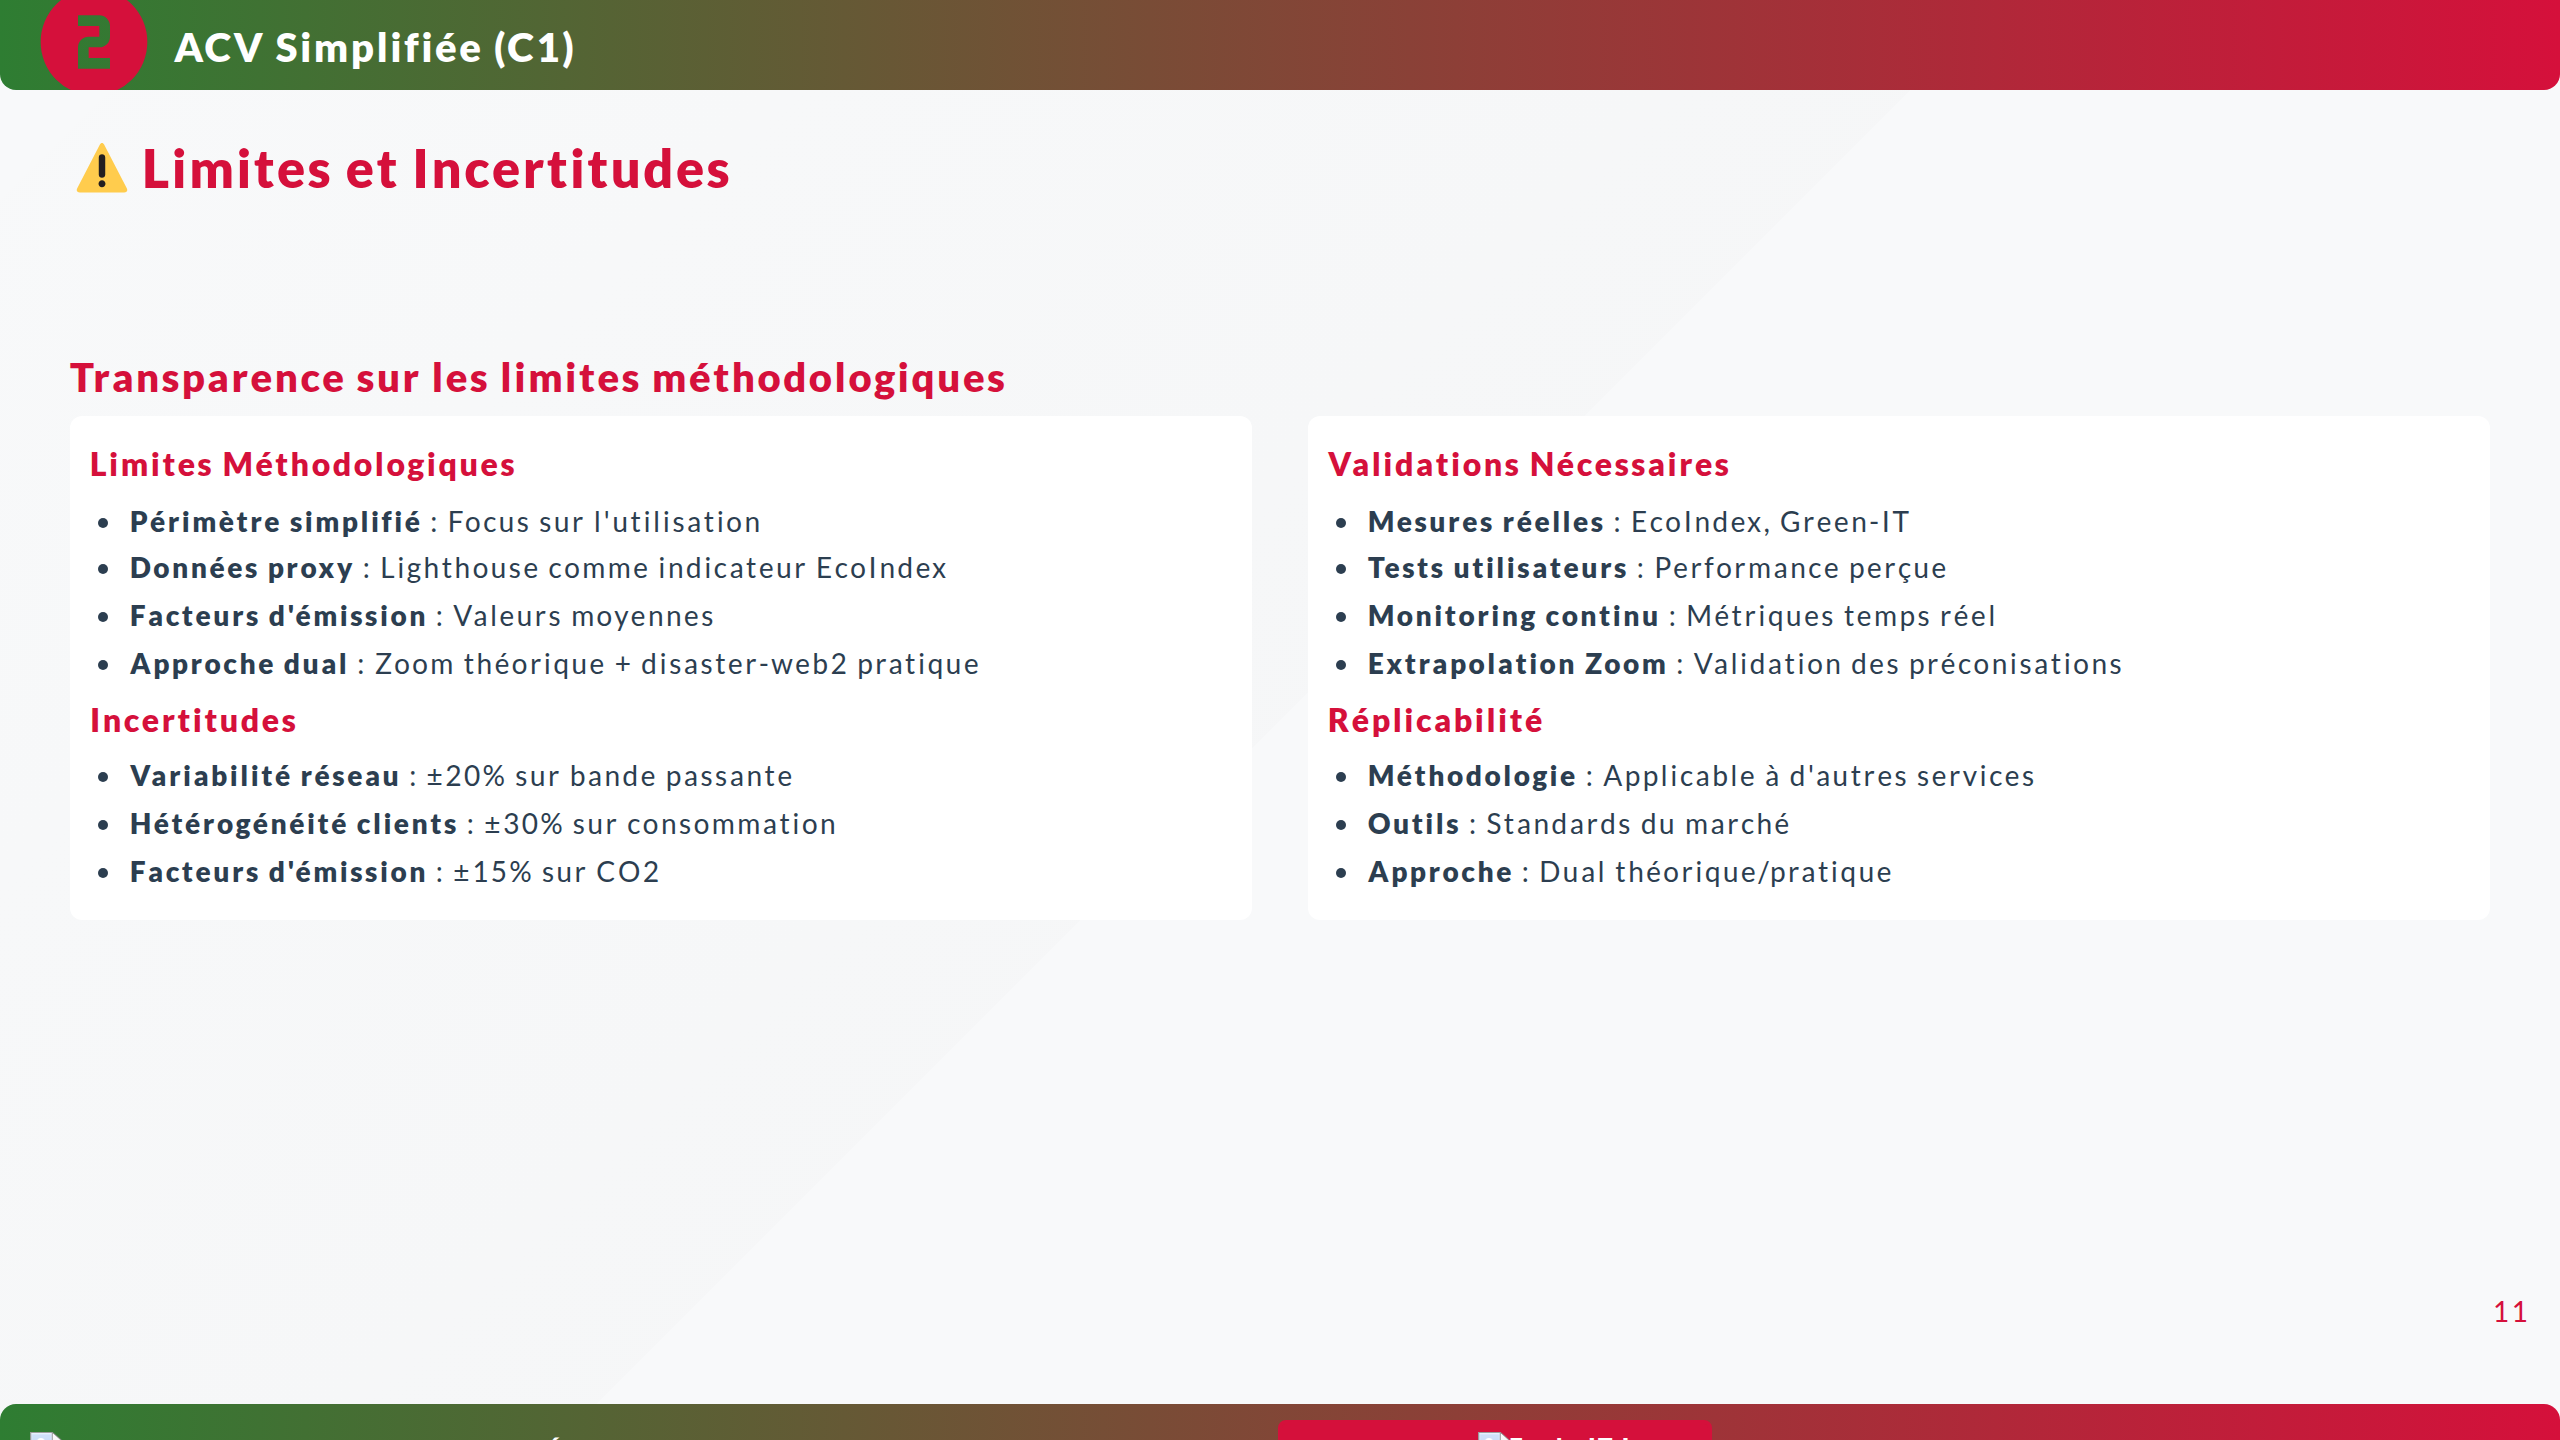 2
ACV Simplifiée (C1)
Limites et Incertitudes
Transparence sur les limites méthodologiques
Limites Méthodologiques
Périmètre simplifié : Focus sur l'utilisation
Données proxy : Lighthouse comme indicateur EcoIndex
Facteurs d'émission : Valeurs moyennes
Approche dual : Zoom théorique + disaster-web2 pratique
Incertitudes
Variabilité réseau : ±20% sur bande passante
Hétérogénéité clients : ±30% sur consommation
Facteurs d'émission : ±15% sur CO2
Validations Nécessaires
Mesures réelles : EcoIndex, Green-IT
Tests utilisateurs : Performance perçue
Monitoring continu : Métriques temps réel
Extrapolation Zoom : Validation des préconisations
Réplicabilité
Méthodologie : Applicable à d'autres services
Outils : Standards du marché
Approche : Dual théorique/pratique
11